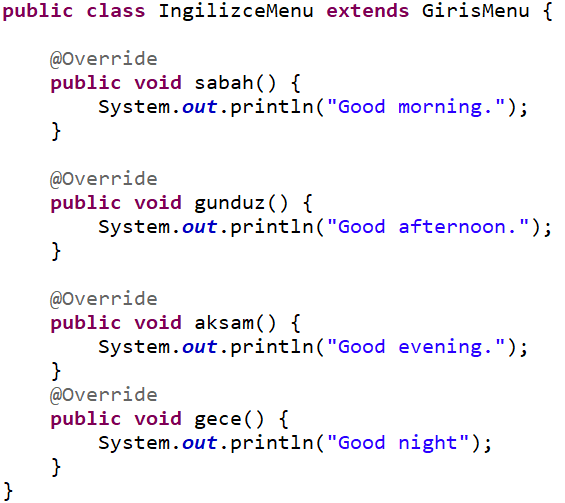 public class IngilizceMenu extends GirisMenu {
@Override
public void sabah() {
System.out.println("Good morning.");
}
@Override
public void gunduz() {
System.out.println("Good afternoon.");
}
@Override
public void aksam() {
System.out.println("Good evening.");
}
@Override
public void gece() {
System.out.println("Good night");
}
}